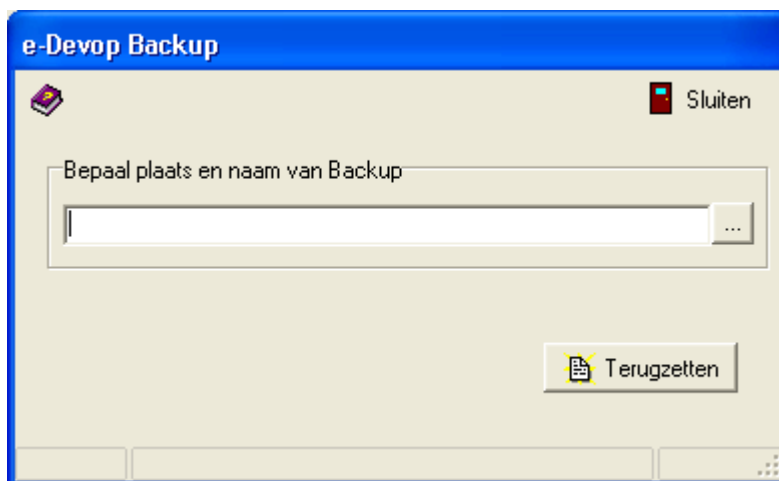 e-Devop Backup
Sluiten
Bepaal plaats en naam van Backup
...
Terugzetten